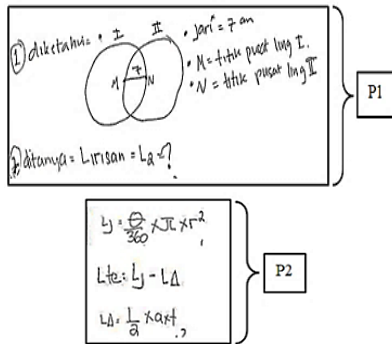 ① diketahui = • I II • jari² = 7 cm
• M = titik pusat ling I.
• N = titik pusat ling II
M 7 N
② ditanya = Lirisan = L2 = ?
P1
Lj = θ/360 × π × r²
Lte = Lj - LΔ
LΔ = 1/2 × a × t
P2